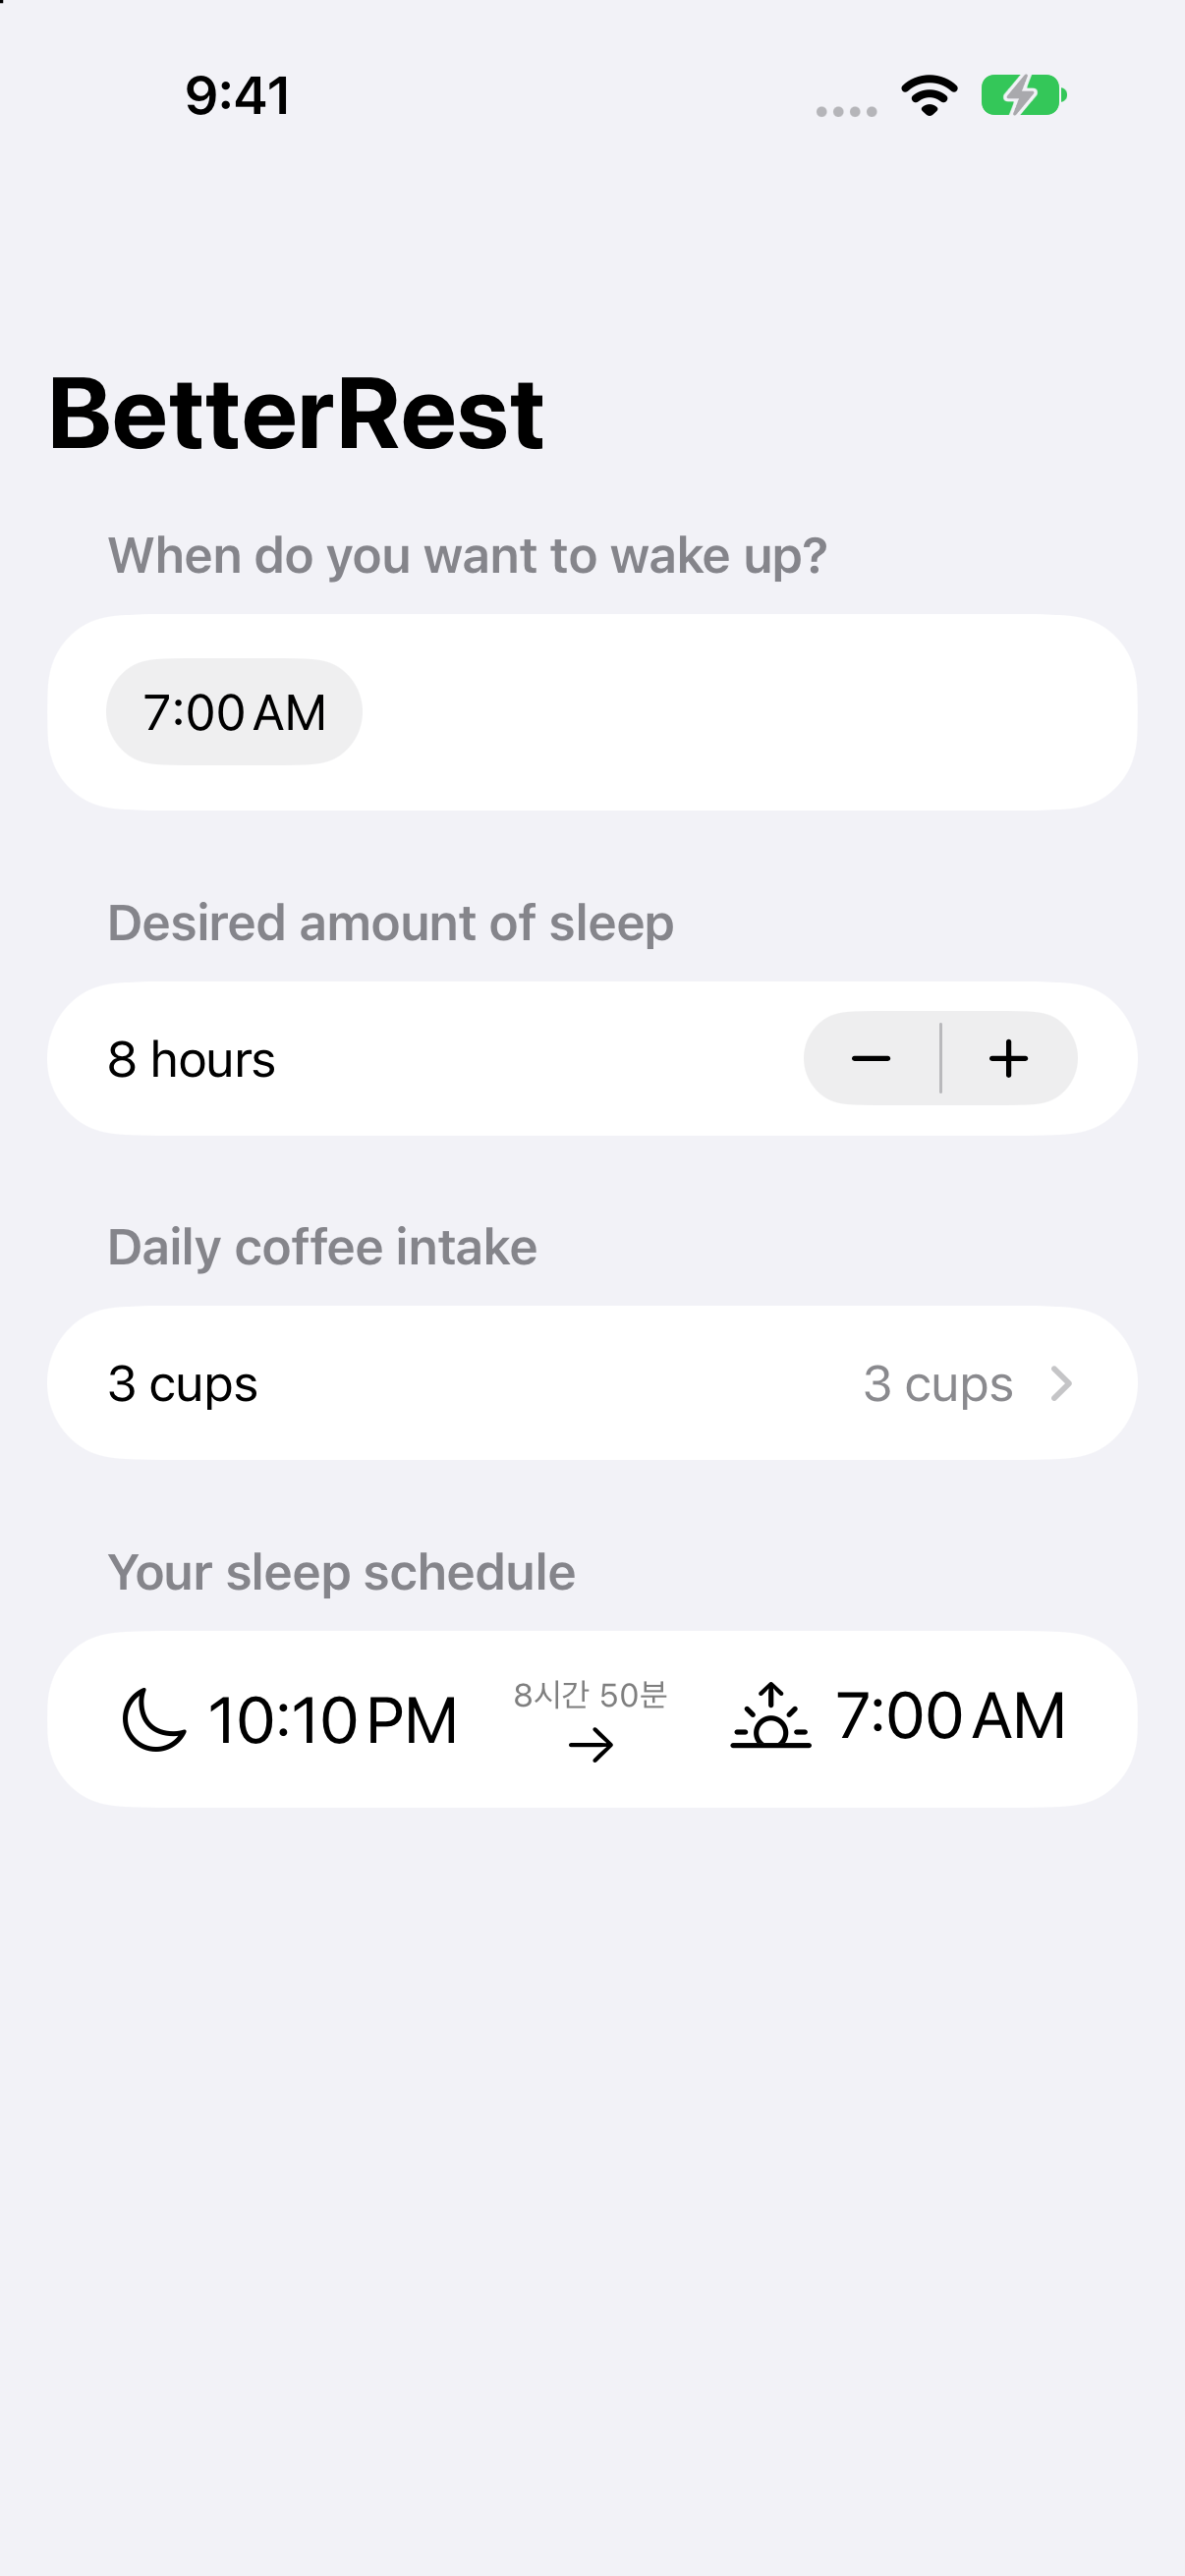 9:41
BetterRest
When do you want to wake up?
7:00 AM
Desired amount of sleep
8 hours
Daily coffee intake
3 cups 3 cups
Your sleep schedule
10:10 PM 8시간 50분 7:00 AM